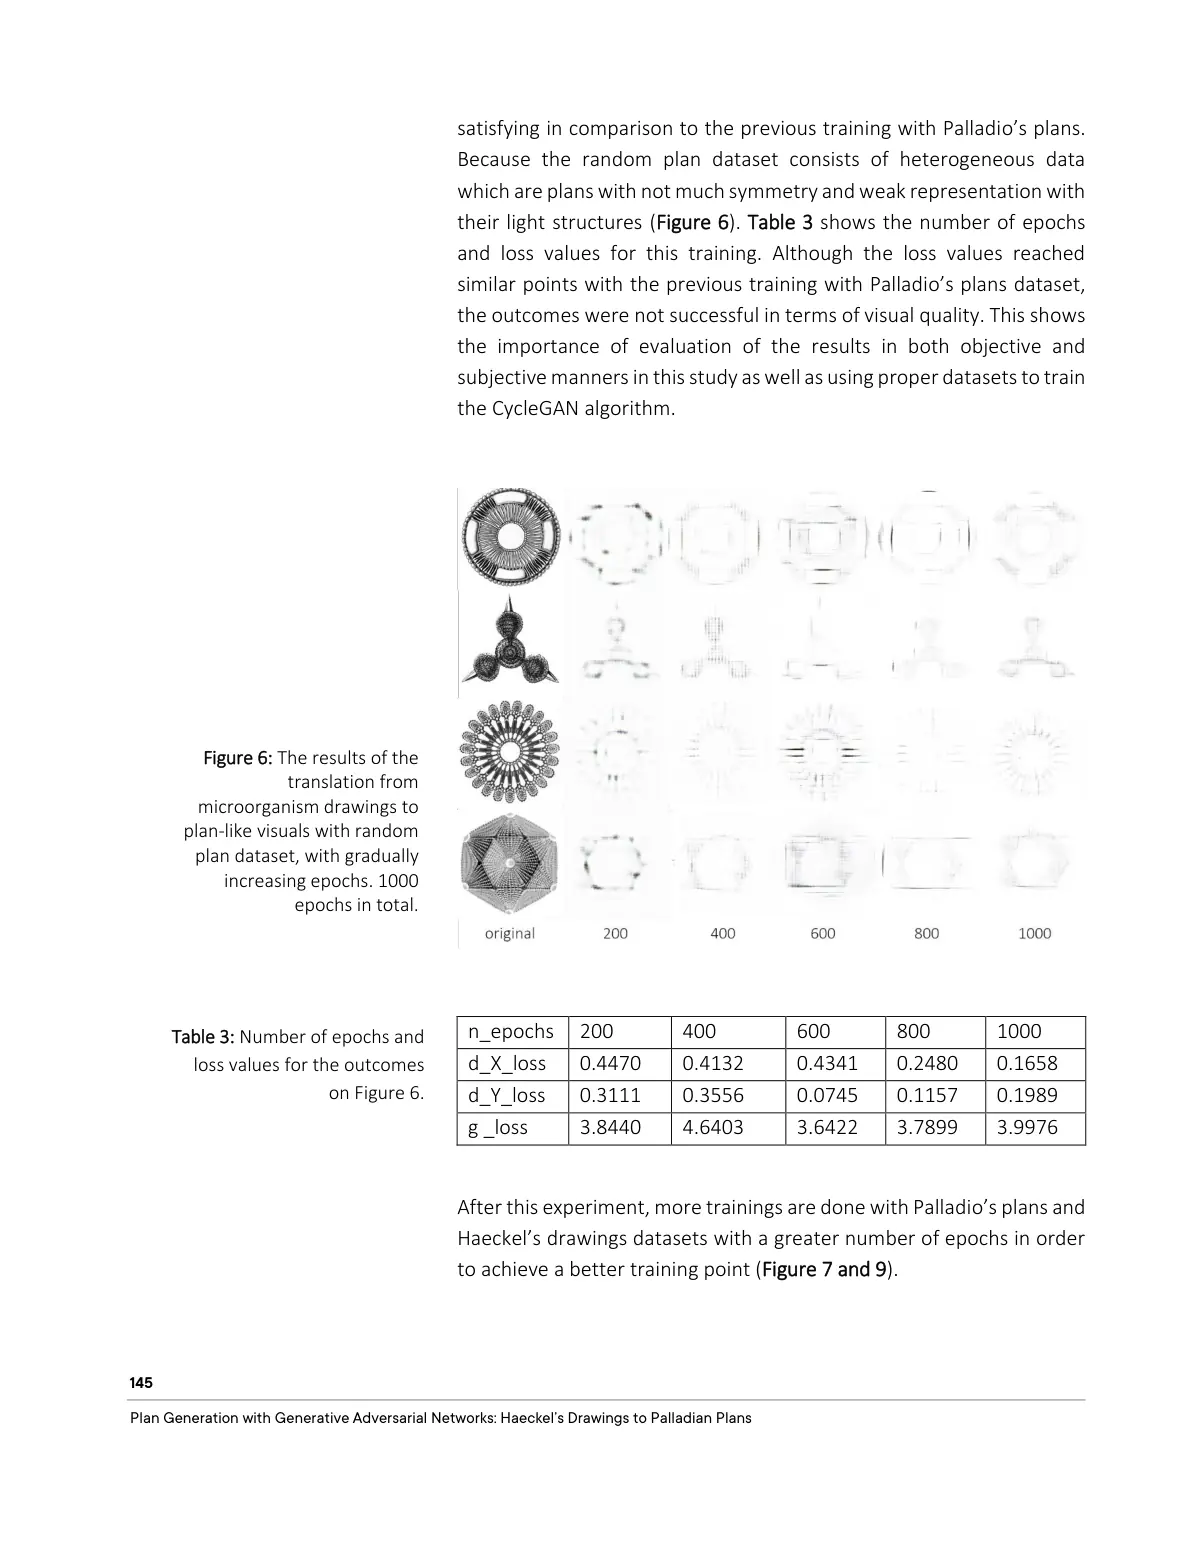 satisfying in comparison to the previous training with Palladio’s plans.
Because the random plan dataset consists of heterogeneous data
which are plans with not much symmetry and weak representation with
their light structures (Figure 6). Table 3 shows the number of epochs
and loss values for this training. Although the loss values reached
similar points with the previous training with Palladio’s plans dataset,
the outcomes were not successful in terms of visual quality. This shows
the importance of evaluation of the results in both objective and
subjective manners in this study as well as using proper datasets to train
the CycleGAN algorithm.
Figure 6: The results of the
translation from
microorganism drawings to
plan-like visuals with random
plan dataset, with gradually
increasing epochs. 1000
epochs in total.
original 200 400 600 800 1000
Table 3: Number of epochs and
loss values for the outcomes
on Figure 6.
n_epochs 200 400 600 800 1000
d_X_loss 0.4470 0.4132 0.4341 0.2480 0.1658
d_Y_loss 0.3111 0.3556 0.0745 0.1157 0.1989
g _loss 3.8440 4.6403 3.6422 3.7899 3.9976
After this experiment, more trainings are done with Palladio’s plans and
Haeckel’s drawings datasets with a greater number of epochs in order
to achieve a better training point (Figure 7 and 9).
145
Plan Generation with Generative Adversarial Networks: Haeckel’s Drawings to Palladian Plans